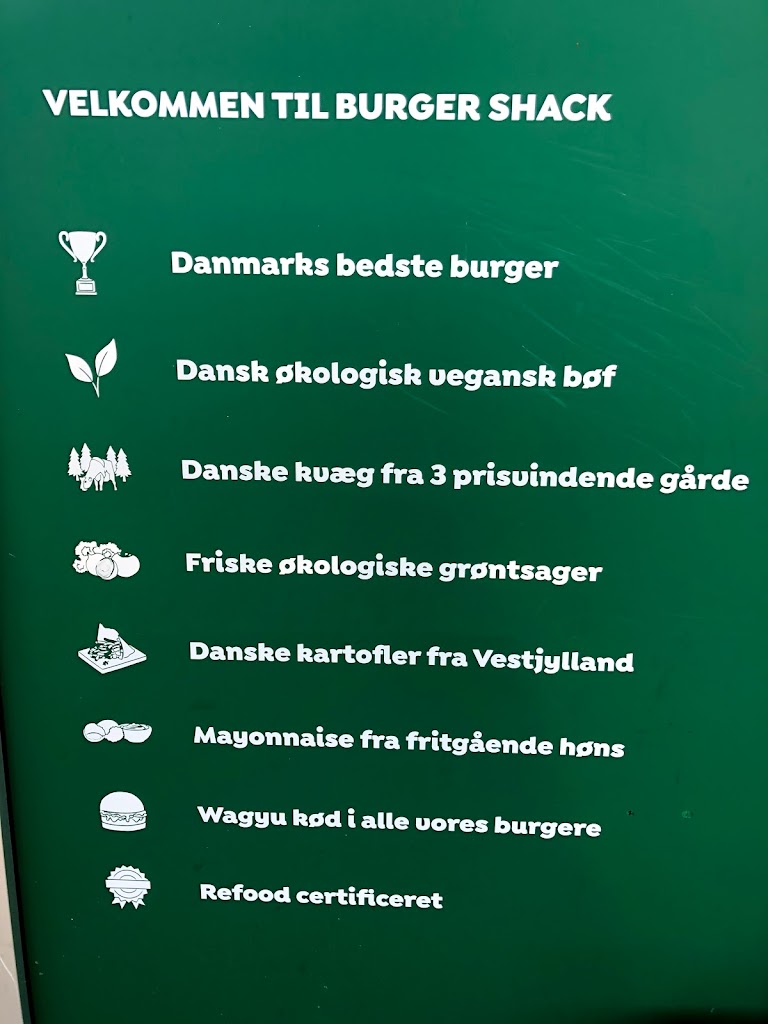 VELKOMMEN TIL BURGER SHACK
Danmarks bedste burger
Dansk økologisk vegansk bøf
Danske kvæg fra 3 prisvindende gårde
Friske økologiske grøntsager
Danske kartofler fra Vestjylland
Mayonnaise fra fritgående høns
Wagyu kød i alle vores burgere
Refood certificeret